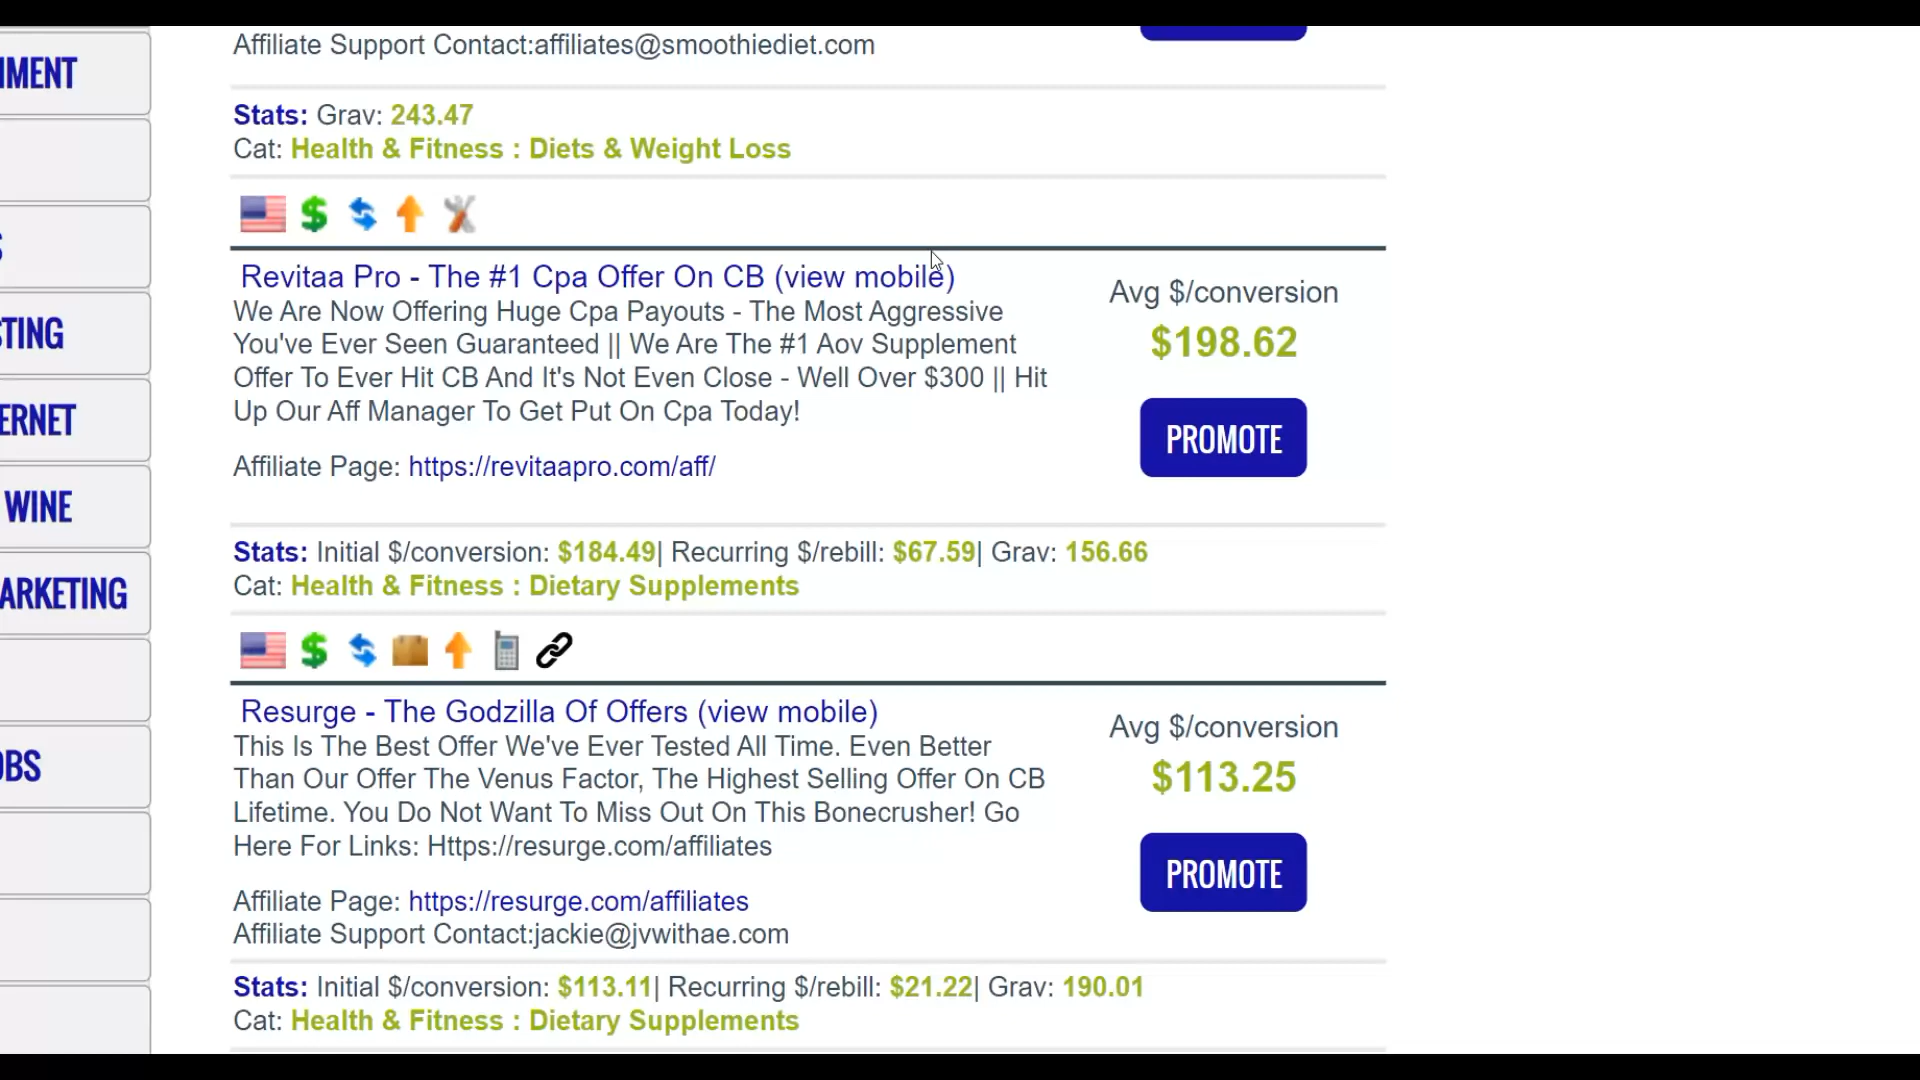 Affiliate Support Contact:affiliates@smoothiediet.com
Stats: Grav: 243.47
Cat: Health & Fitness : Diets & Weight Loss
Revitaa Pro - The #1 Cpa Offer On CB (view mobile)
We Are Now Offering Huge Cpa Payouts - The Most Aggressive
You've Ever Seen Guaranteed || We Are The #1 Aov Supplement
Offer To Ever Hit CB And It's Not Even Close - Well Over $300 || Hit
Up Our Aff Manager To Get Put On Cpa Today!
Affiliate Page: https://revitaapro.com/aff/
Avg $/conversion
$198.62
PROMOTE
Stats: Initial $/conversion: $184.49| Recurring $/rebill: $67.59| Grav: 156.66
Cat: Health & Fitness : Dietary Supplements
Resurge - The Godzilla Of Offers (view mobile)
This Is The Best Offer We've Ever Tested All Time. Even Better
Than Our Offer The Venus Factor, The Highest Selling Offer On CB
Lifetime. You Do Not Want To Miss Out On This Bonecrusher! Go
Here For Links: Https://resurge.com/affiliates
Affiliate Page: https://resurge.com/affiliates
Affiliate Support Contact:jackie@jvwithae.com
Avg $/conversion
$113.25
PROMOTE
Stats: Initial $/conversion: $113.11| Recurring $/rebill: $21.22| Grav: 190.01
Cat: Health & Fitness : Dietary Supplements
IMENT
STING
ERNET
WINE
ARKETING
OBS